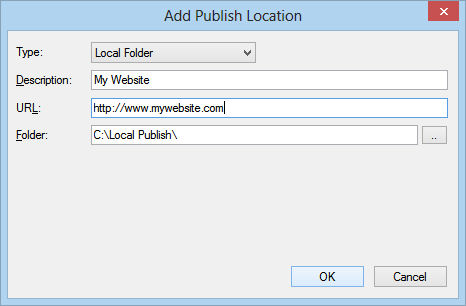 Add Publish Location
Type: Local Folder
Description: My Website
URL: http://www.mywebsite.com
Folder: C:\Local Publish\ ..
OK Cancel